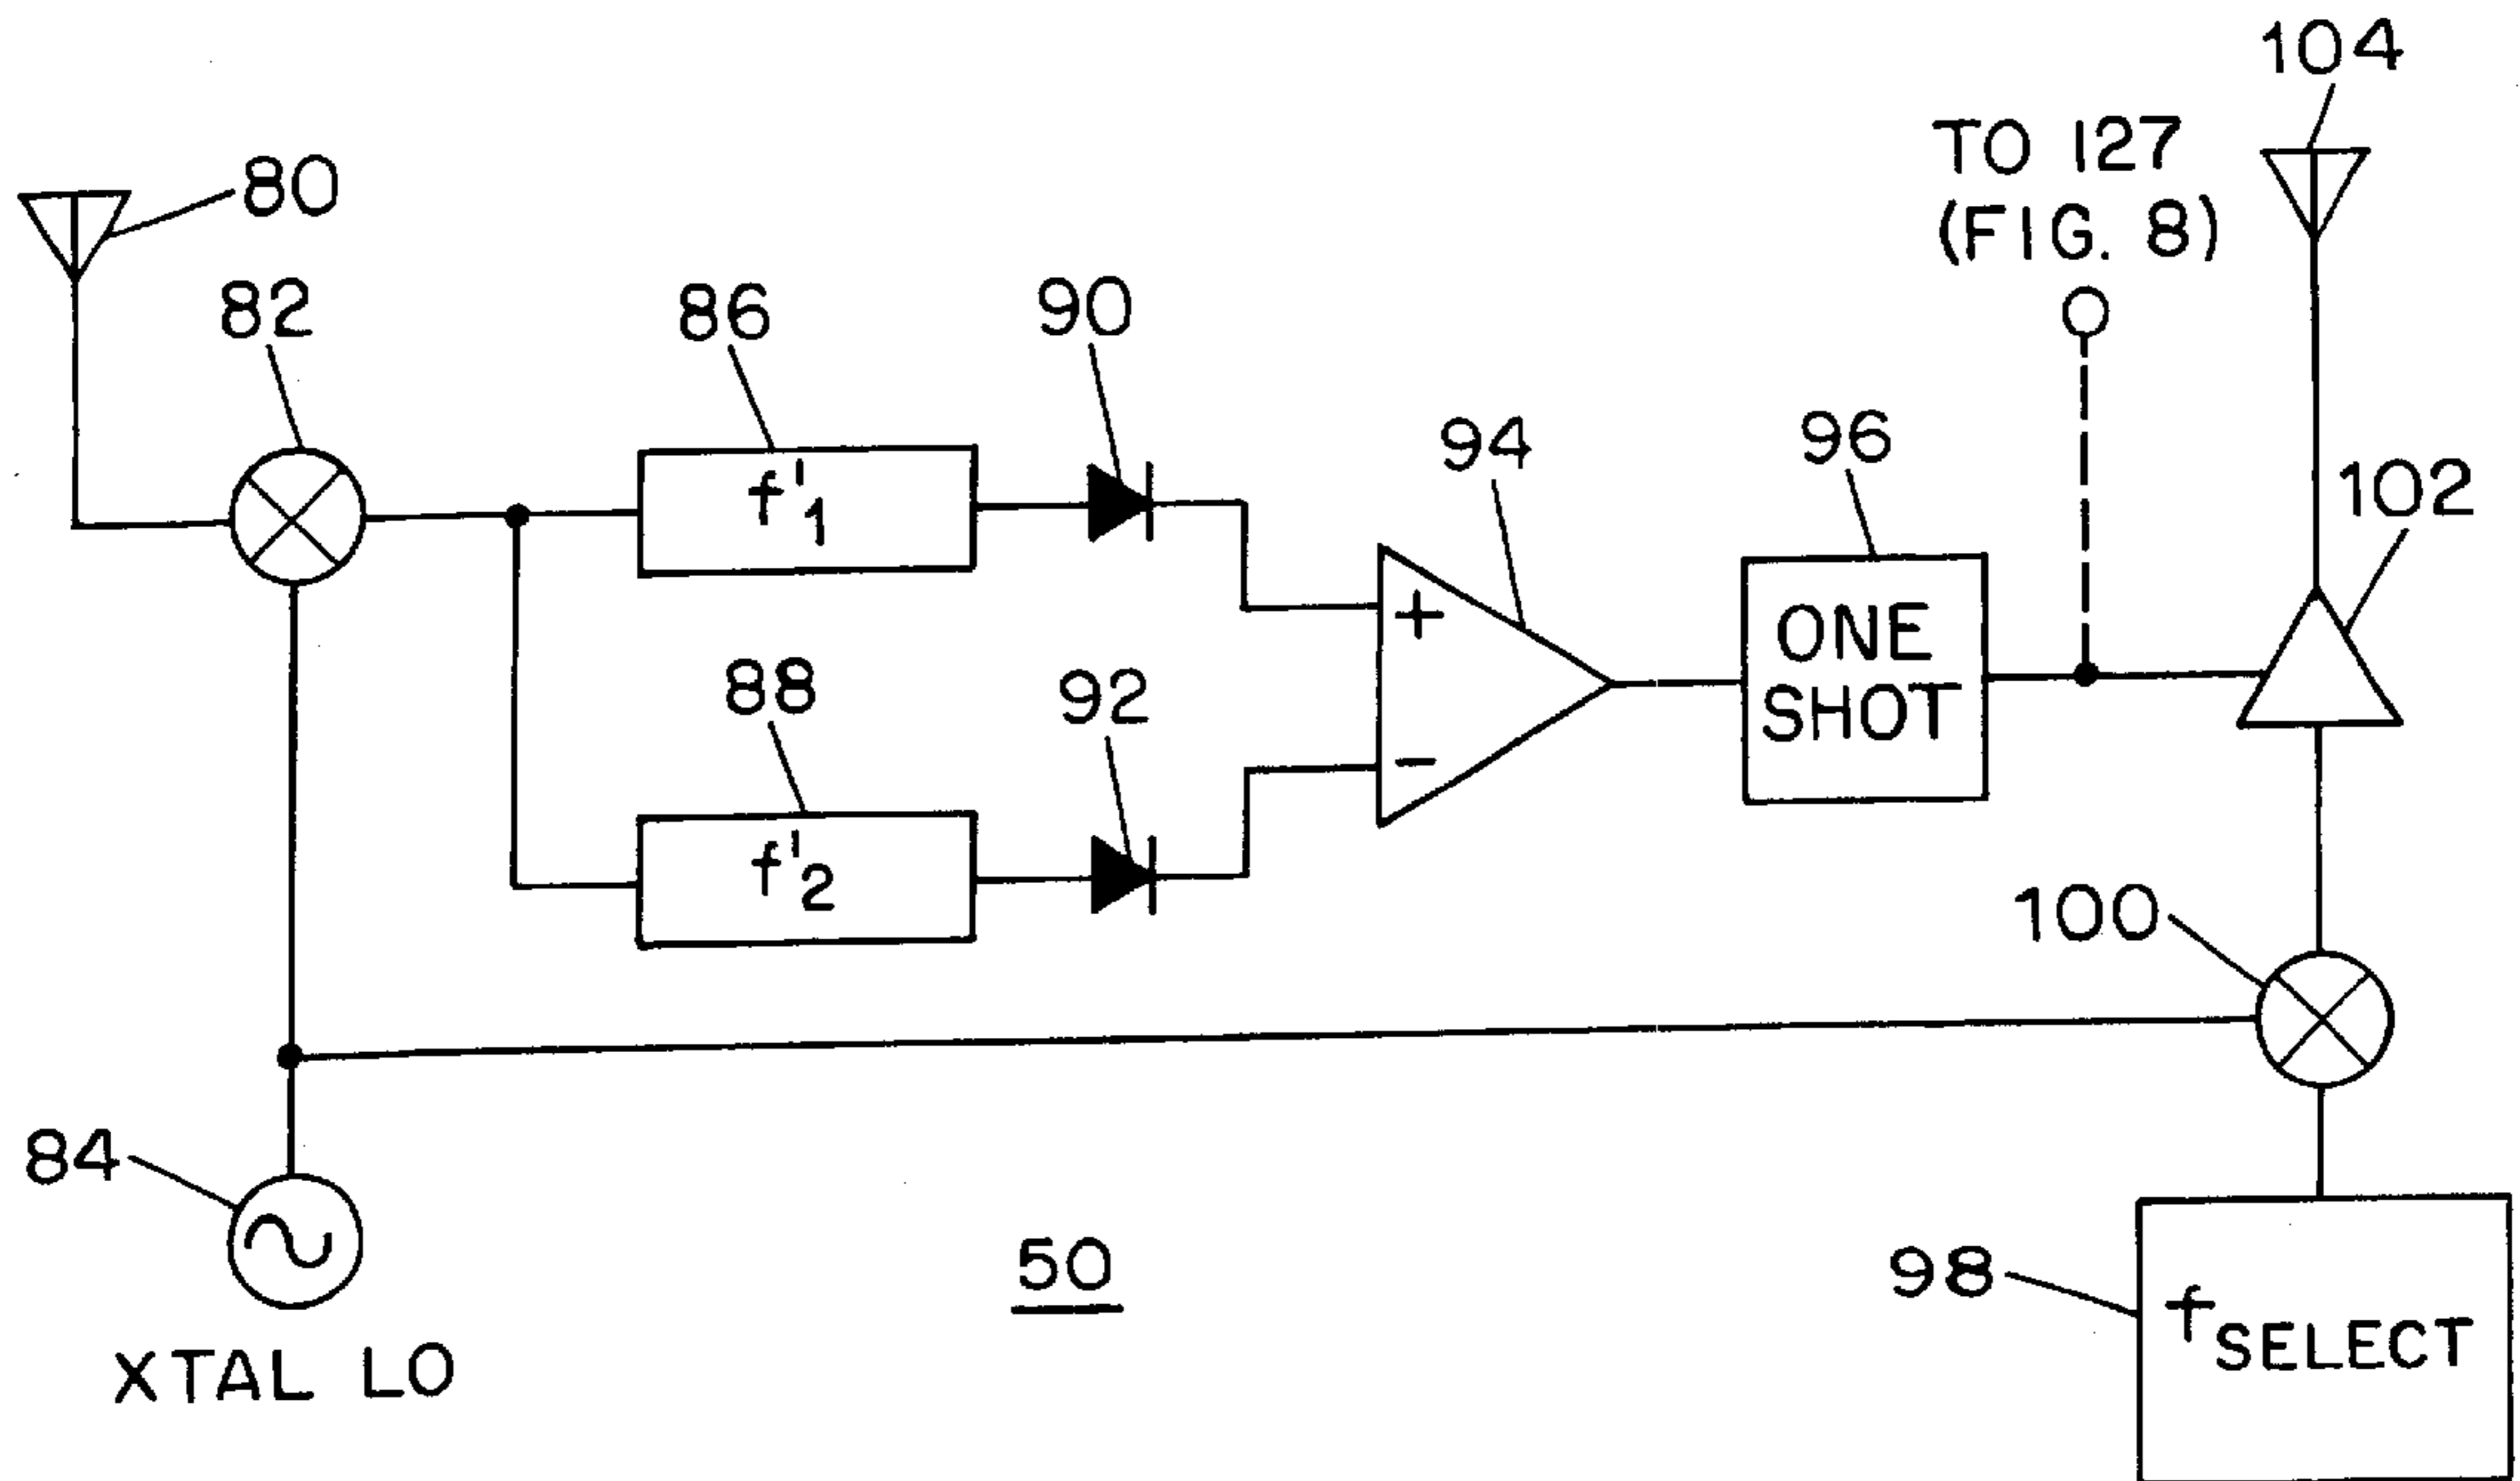 104
TO 127
(FIG. 8)
80
82
86
90
94
96
102
f'1
+
ONE
SHOT
88
92
−
f'2
100
84
50
98
fSELECT
XTAL LO